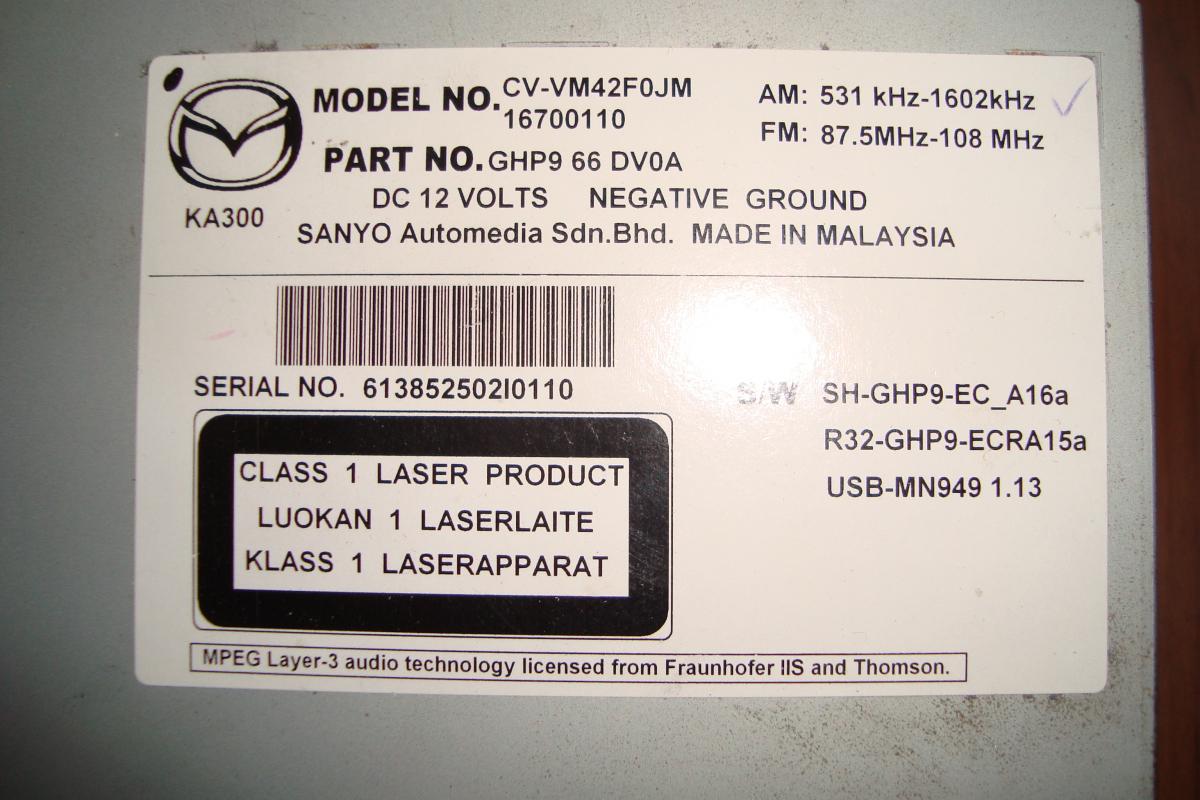 MODEL NO. CV-VM42F0JM
16700110
AM: 531 kHz-1602kHz
FM: 87.5MHz-108 MHz
PART NO. GHP9 66 DV0A
DC 12 VOLTS NEGATIVE GROUND
KA300
SANYO Automedia Sdn.Bhd. MADE IN MALAYSIA
SERIAL NO. 613852502I0110
S/W SH-GHP9-EC_A16a
R32-GHP9-ECRA15a
USB-MN949 1.13
CLASS 1 LASER PRODUCT
LUOKAN 1 LASERLAITE
KLASS 1 LASERAPPARAT
MPEG Layer-3 audio technology licensed from Fraunhofer IIS and Thomson.